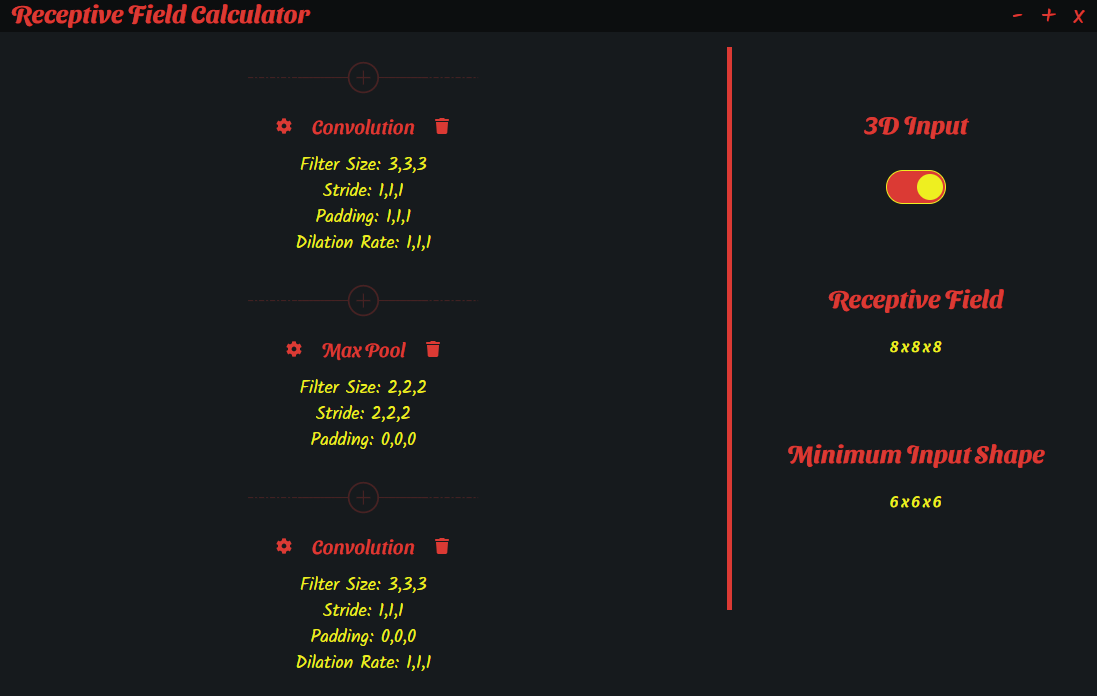 Receptive Field Calculator
- + x
Convolution
Filter Size: 3,3,3
Stride: 1,1,1
Padding: 1,1,1
Dilation Rate: 1,1,1
Max Pool
Filter Size: 2,2,2
Stride: 2,2,2
Padding: 0,0,0
Convolution
Filter Size: 3,3,3
Stride: 1,1,1
Padding: 0,0,0
Dilation Rate: 1,1,1
3D Input
Receptive Field
8x8x8
Minimum Input Shape
6x6x6